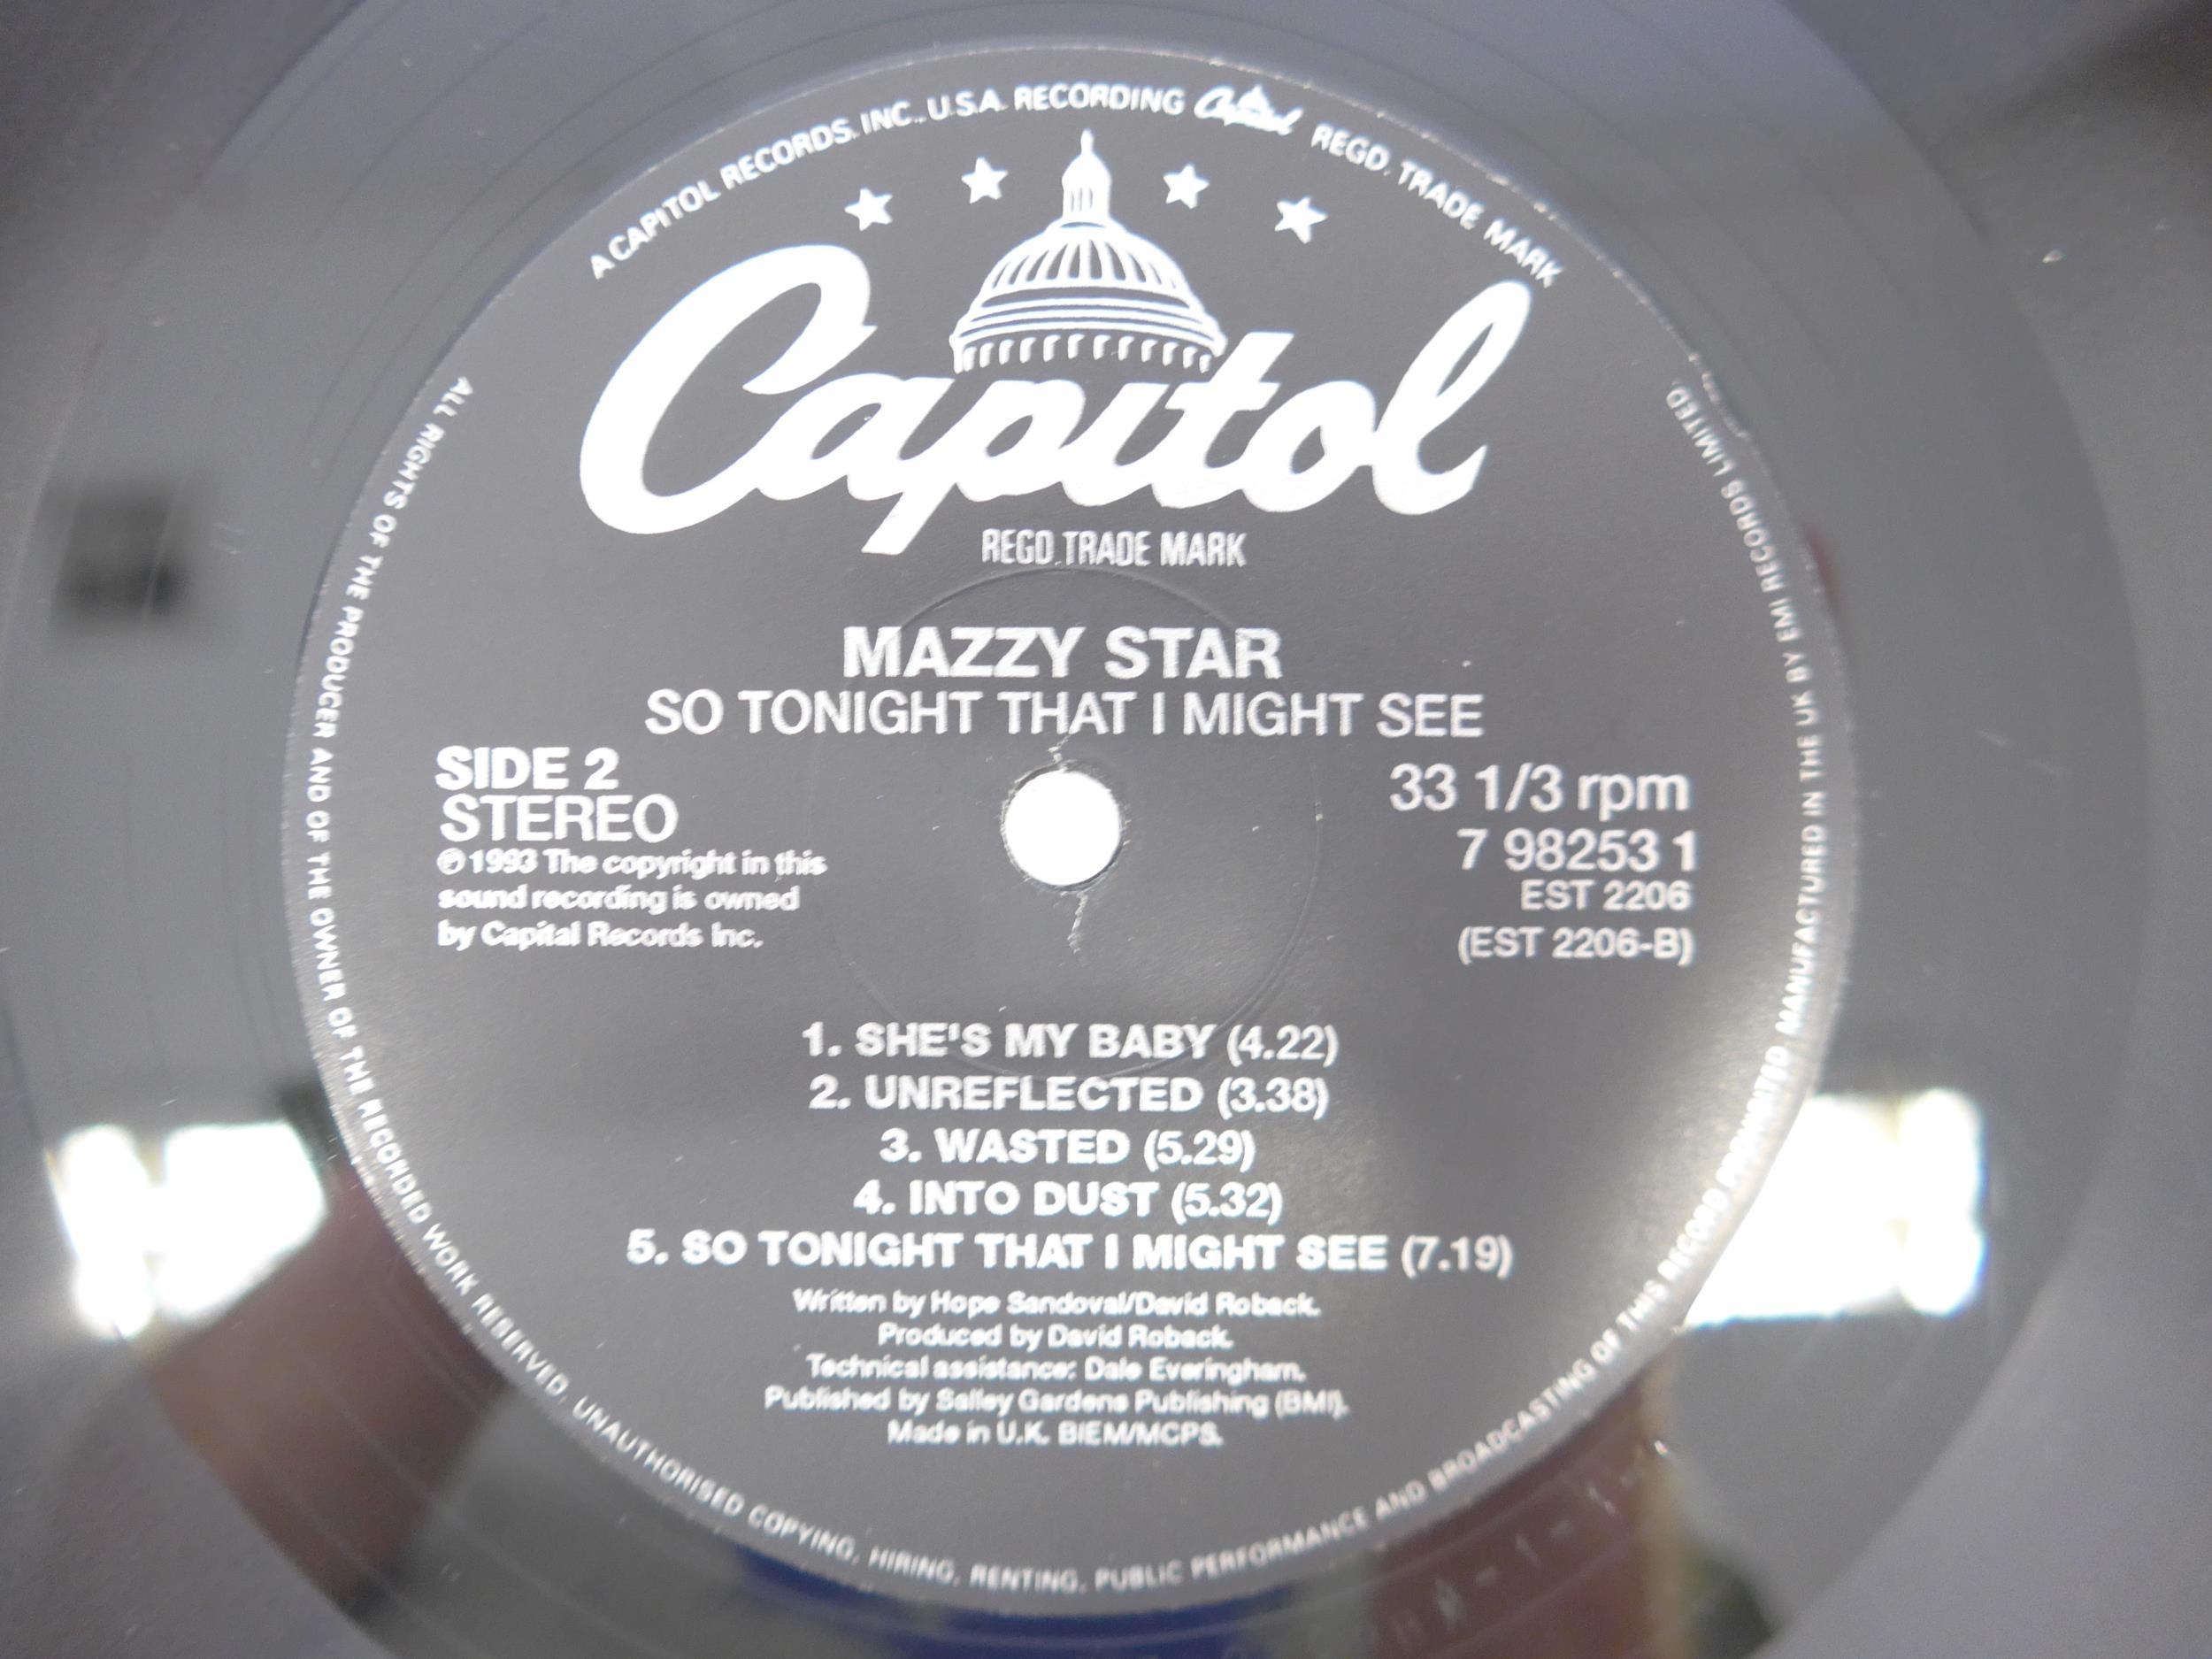 A CAPITOL RECORDS. INC., U.S.A. RECORDING Capitol REGD. TRADE MARK
Capitol
REGD. TRADE MARK
MAZZY STAR
SO TONIGHT THAT I MIGHT SEE
SIDE 2
STEREO
℗ 1993 The copyright in this
sound recording is owned
by Capital Records Inc.
33 1/3 rpm
7 98253 1
EST 2206
(EST 2206-B)
1. SHE'S MY BABY (4.22)
2. UNREFLECTED (3.38)
3. WASTED (5.29)
4. INTO DUST (5.32)
5. SO TONIGHT THAT I MIGHT SEE (7.19)
Written by Hope Sandoval/David Roback.
Produced by David Roback.
Technical assistance: Dale Everingham.
Published by Salley Gardens Publishing (BMI).
Made in U.K. BIEM/MCPS.
ALL RIGHTS OF THE PRODUCER AND OF THE OWNER OF THE RECORDED WORK RESERVED. UNAUTHORISED COPYING, HIRING, RENTING, PUBLIC PERFORMANCE AND BROADCASTING OF THIS RECORD PROHIBITED. MANUFACTURED IN THE UK BY EMI RECORDS LIMITED.